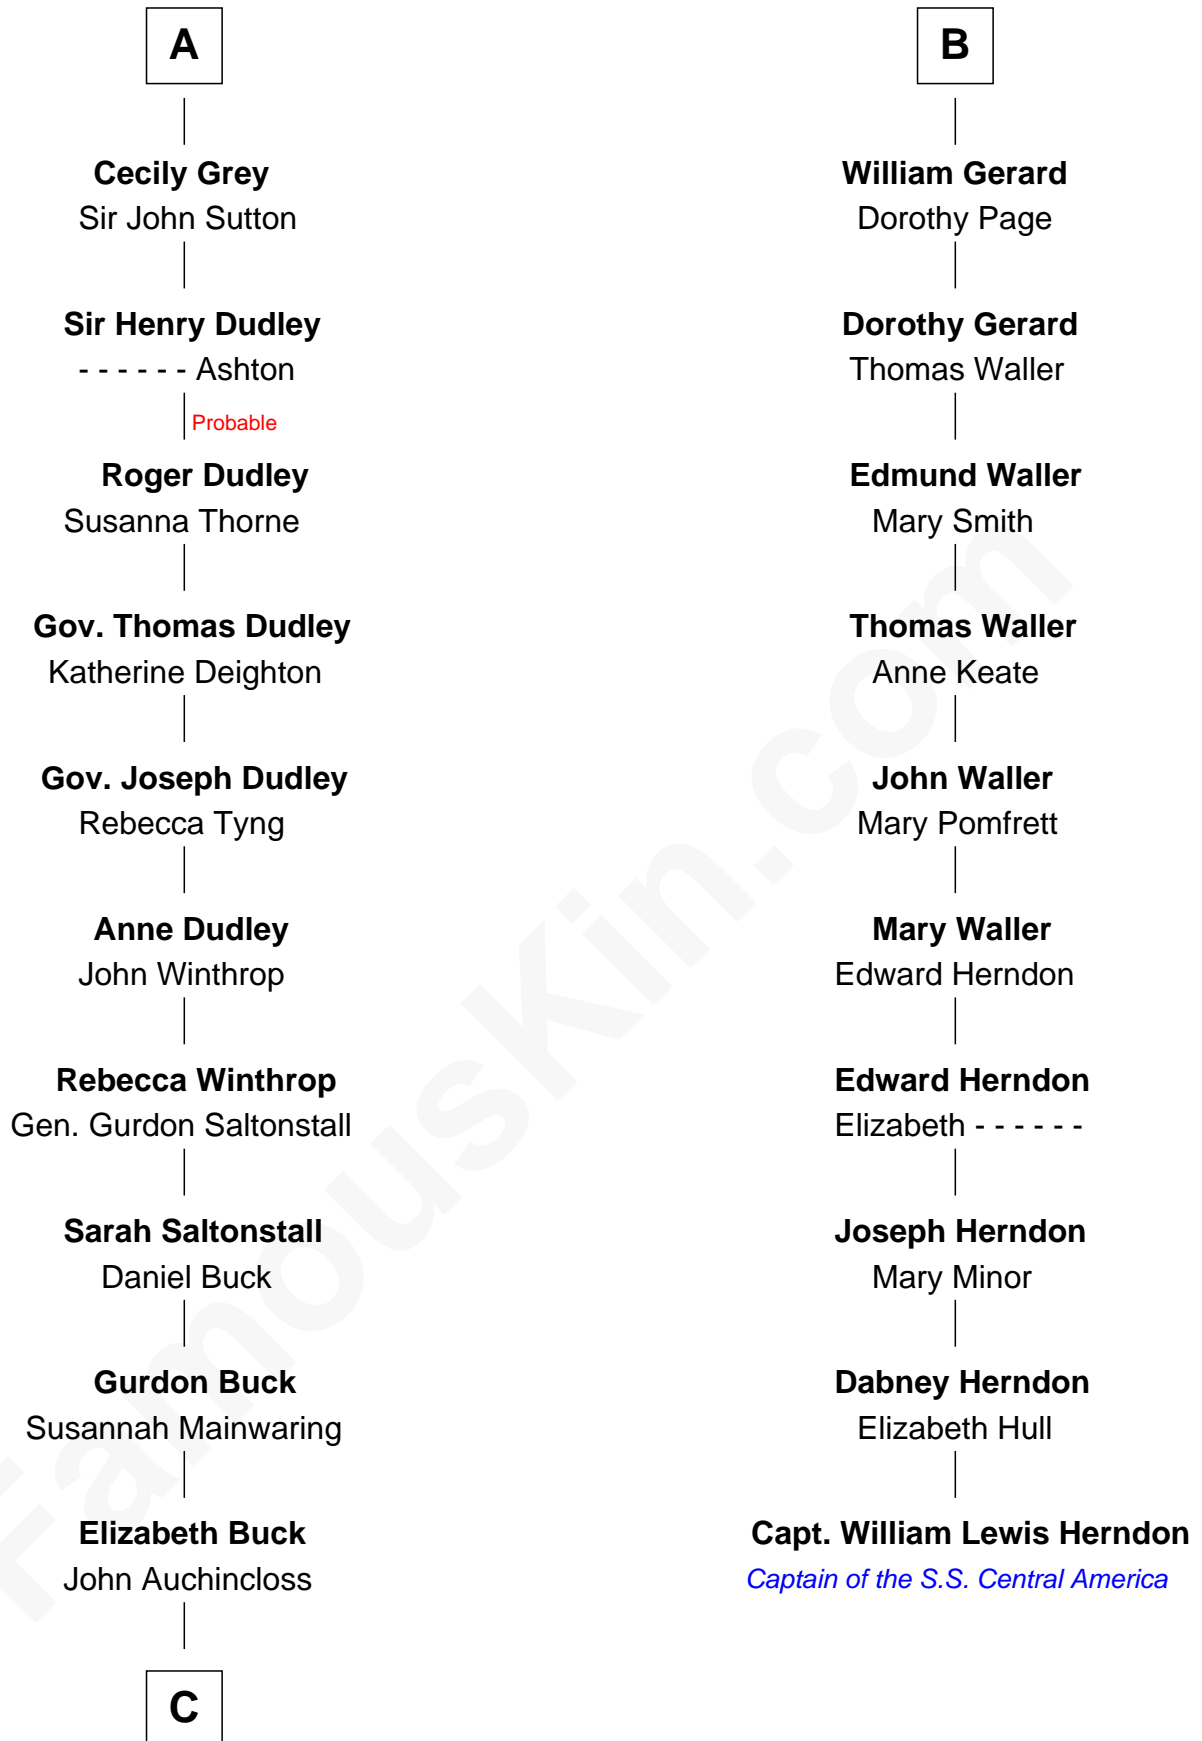 A
Cecily Grey
Sir John Sutton
Sir Henry Dudley
- - - - - - Ashton
Probable
Roger Dudley
Susanna Thorne
Gov. Thomas Dudley
Katherine Deighton
Gov. Joseph Dudley
Rebecca Tyng
Anne Dudley
John Winthrop
Rebecca Winthrop
Gen. Gurdon Saltonstall
Sarah Saltonstall
Daniel Buck
Gurdon Buck
Susannah Mainwaring
Elizabeth Buck
John Auchincloss
C
B
William Gerard
Dorothy Page
Dorothy Gerard
Thomas Waller
Edmund Waller
Mary Smith
Thomas Waller
Anne Keate
John Waller
Mary Pomfrett
Mary Waller
Edward Herndon
Edward Herndon
Elizabeth - - - - - -
Joseph Herndon
Mary Minor
Dabney Herndon
Elizabeth Hull
Capt. William Lewis Herndon
Captain of the S.S. Central America
FamousKin.com